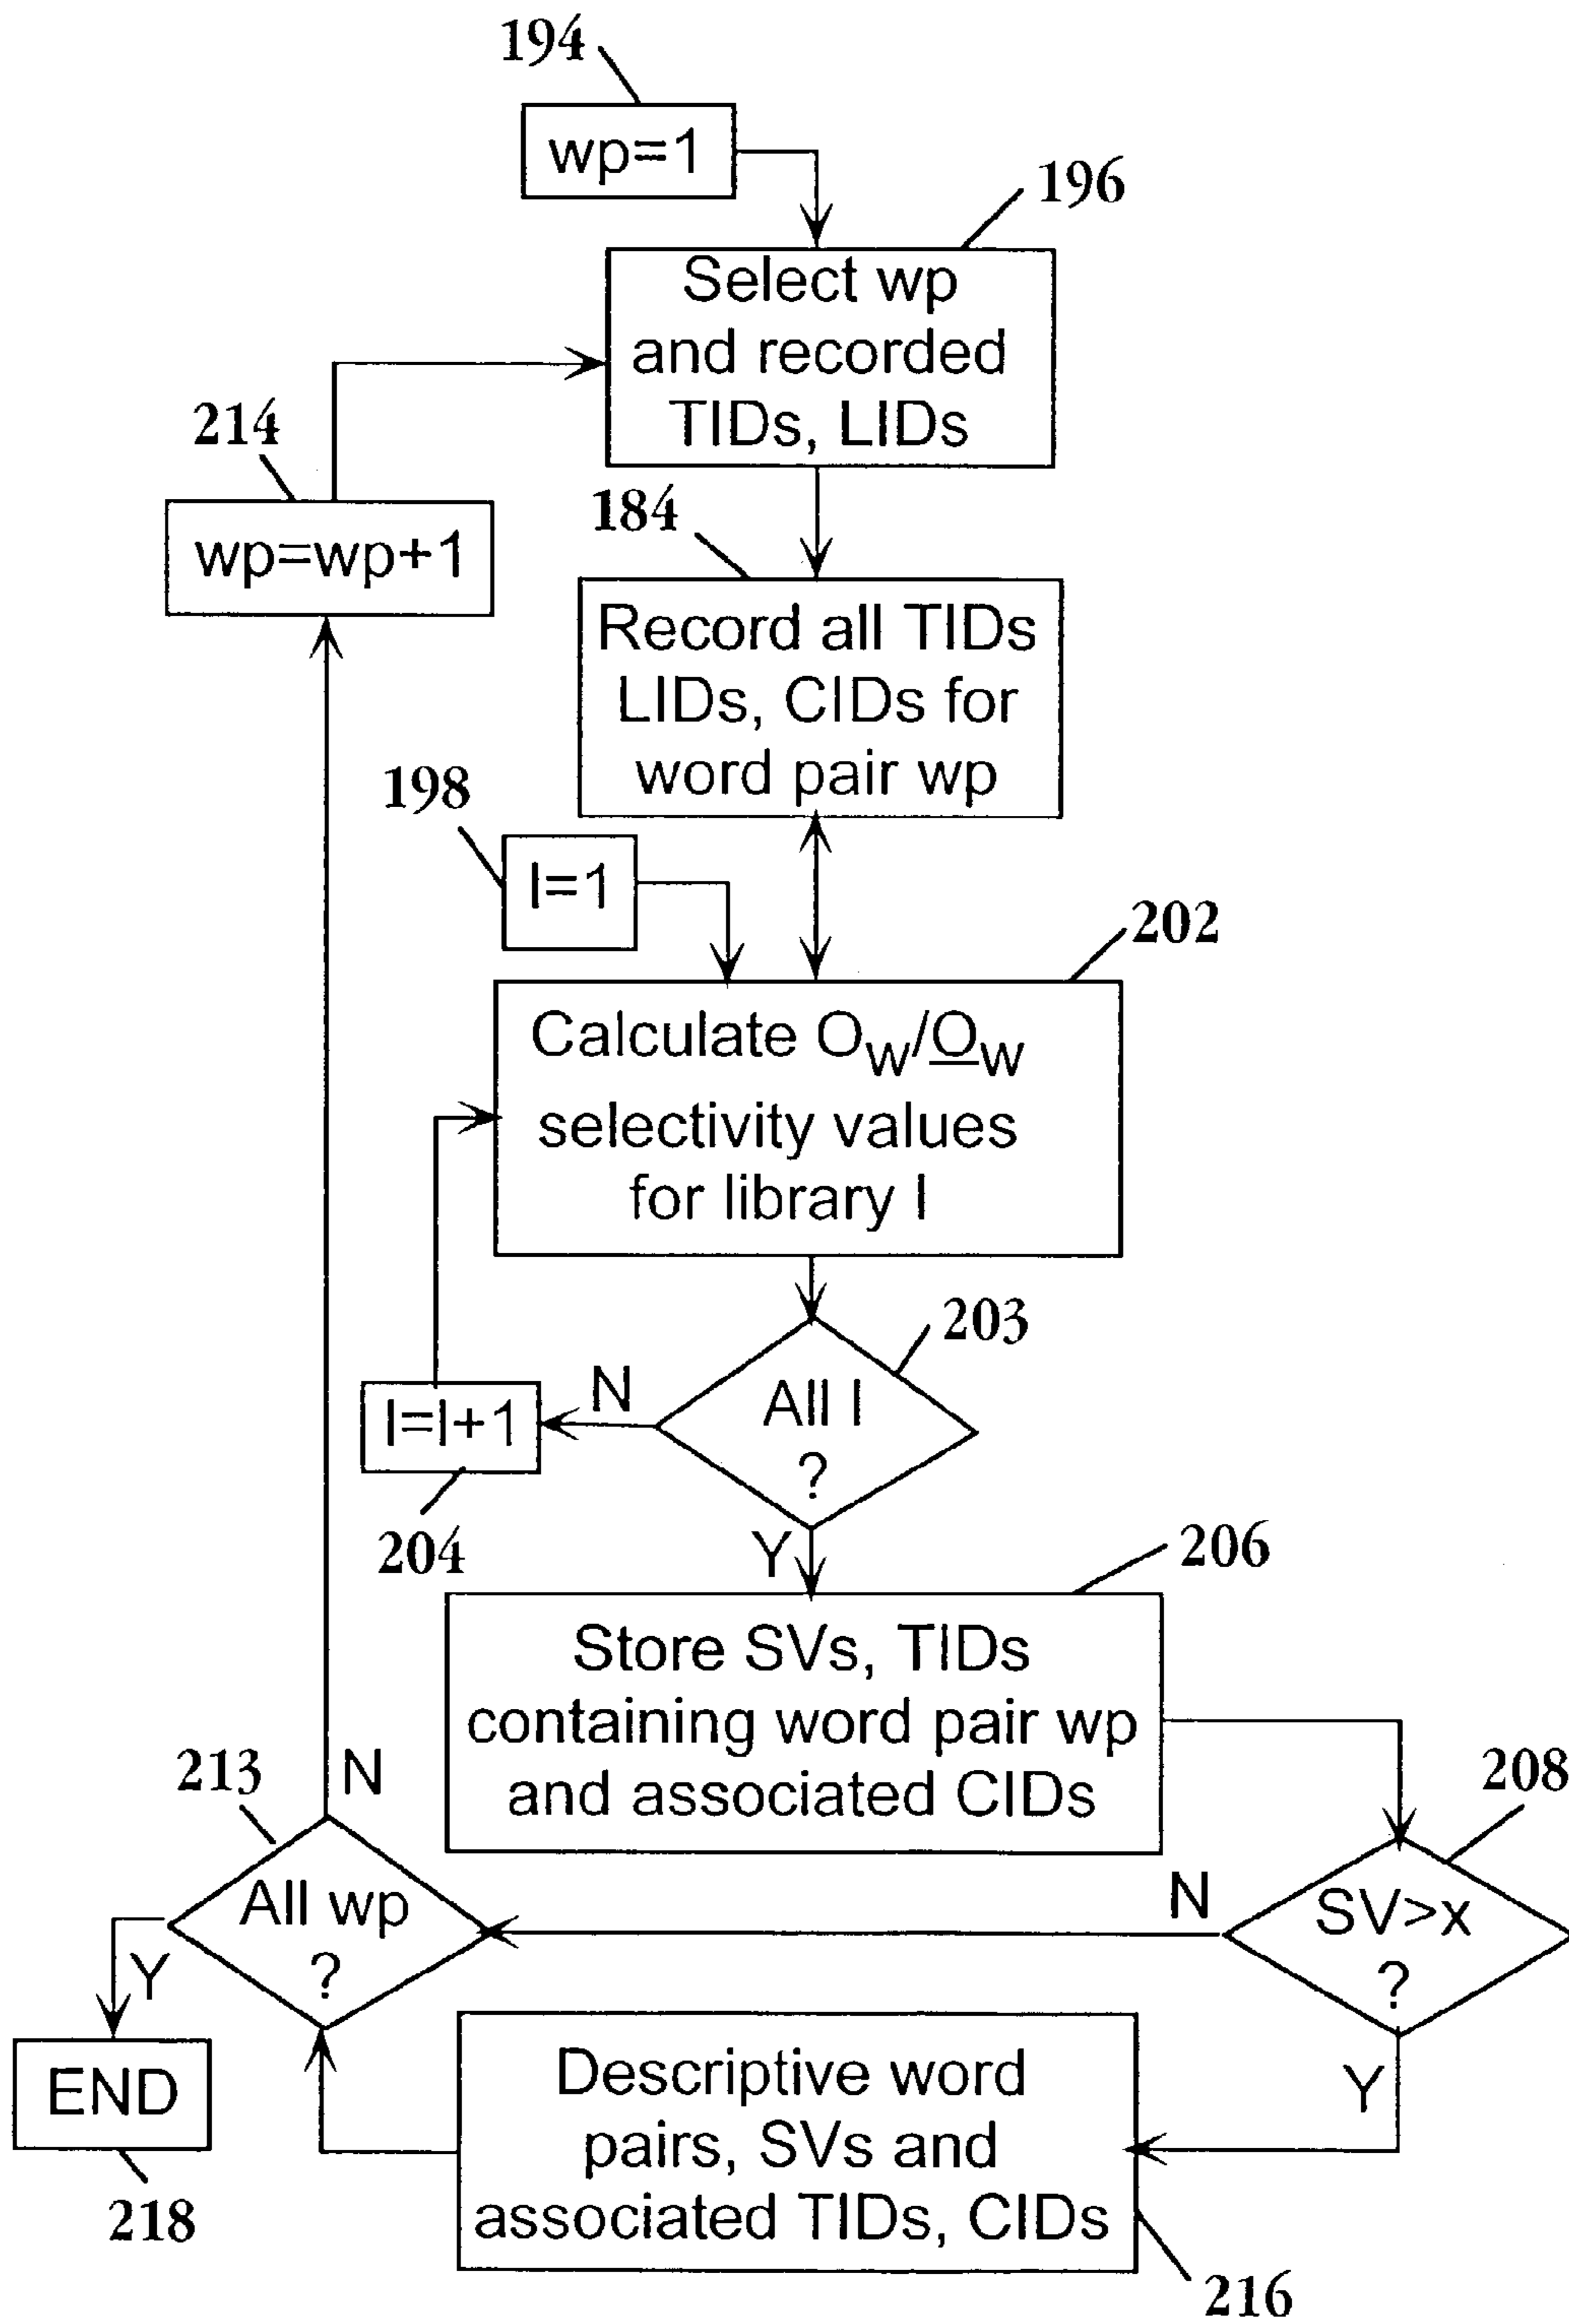 194
wp=1
196
Select wp
and recorded
TIDs, LIDs
214
wp=wp+1
184
Record all TIDs
LIDs, CIDs for
word pair wp
198
I=1
202
Calculate O_W/O̲_W
selectivity values
for library I
203
All I
?
N
I=I+1
204
Y
206
Store SVs, TIDs
containing word pair wp
and associated CIDs
208
SV>x
?
N
Y
213
N
All wp
?
Y
END
218
Descriptive word
pairs, SVs and
associated TIDs, CIDs
216